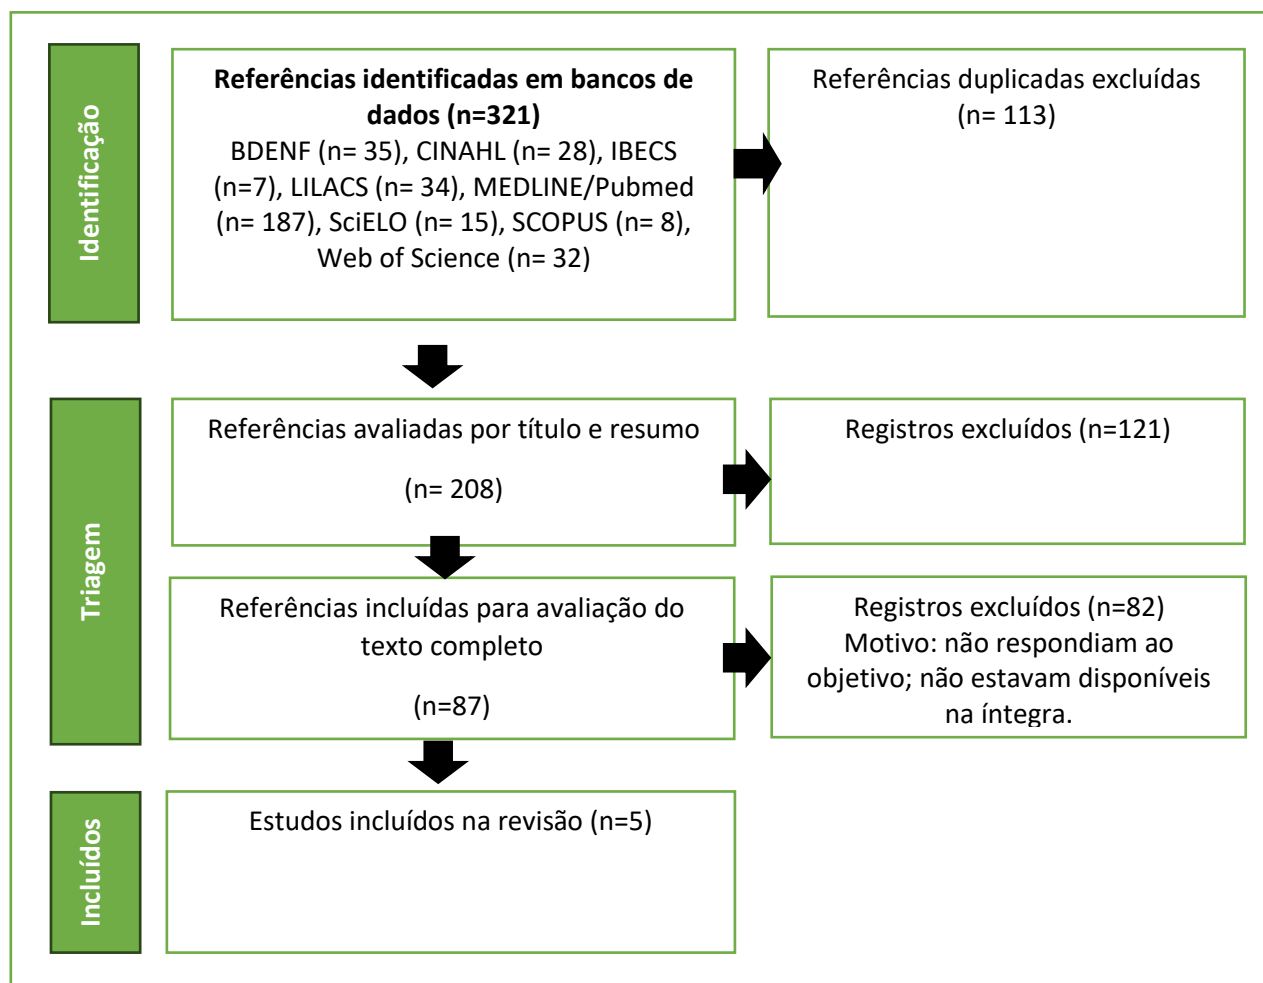 Identificação
Referências identificadas em bancos de
dados (n=321)
BDENF (n= 35), CINAHL (n= 28), IBECS
(n=7), LILACS (n= 34), MEDLINE/Pubmed
(n= 187), SciELO (n= 15), SCOPUS (n= 8),
Web of Science (n= 32)
Referências duplicadas excluídas
(n= 113)
Triagem
Referências avaliadas por título e resumo
(n= 208)
Registros excluídos (n=121)
Referências incluídas para avaliação do
texto completo
(n=87)
Registros excluídos (n=82)
Motivo: não respondiam ao
objetivo; não estavam disponíveis
na íntegra.
Incluídos
Estudos incluídos na revisão (n=5)